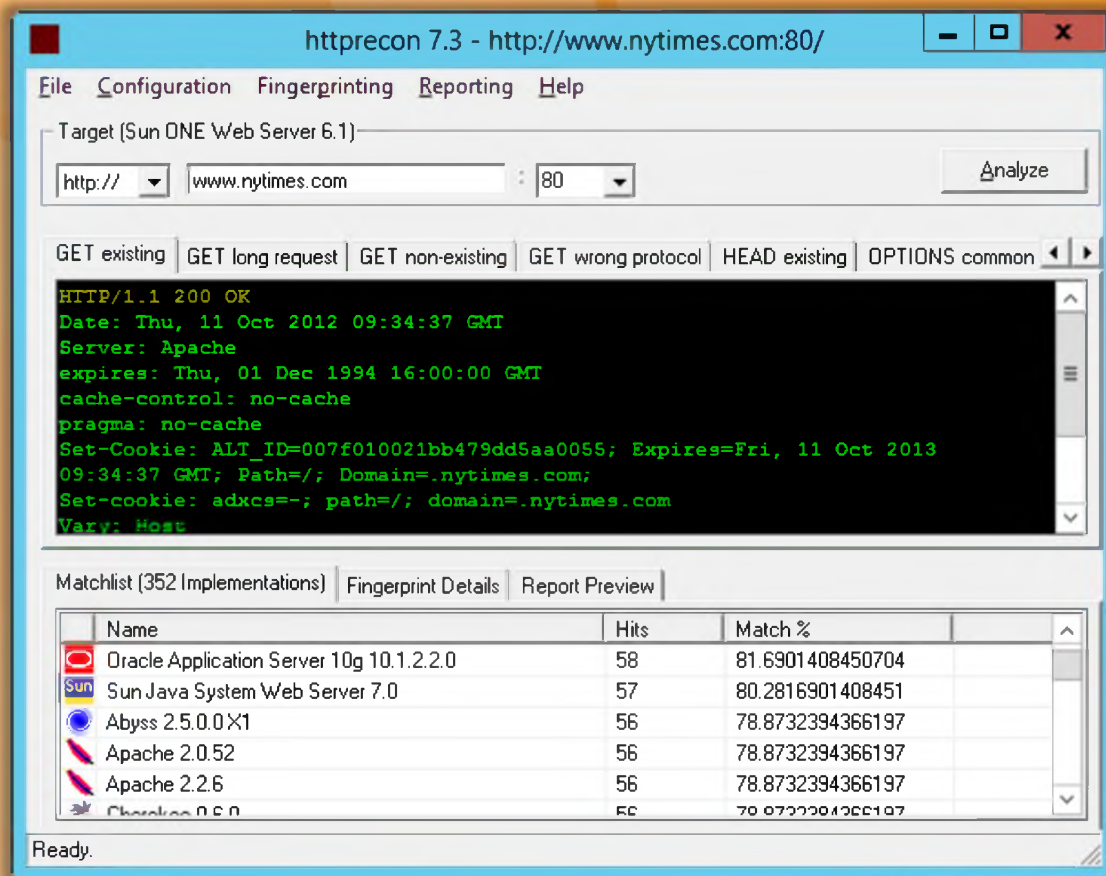 httprecon 7.3 - http://www.nytimes.com:80/
File Configuration Fingerprinting Reporting Help
Target (Sun ONE Web Server 6.1)
http:// www.nytimes.com : 80 Analyze
GET existing GET long request GET non-existing GET wrong protocol HEAD existing OPTIONS common
HTTP/1.1 200 OK
Date: Thu, 11 Oct 2012 09:34:37 GMT
Server: Apache
expires: Thu, 01 Dec 1994 16:00:00 GMT
cache-control: no-cache
pragma: no-cache
Set-Cookie: ALT_ID=007f010021bb479dd5aa0055; Expires=Fri, 11 Oct 2013
09:34:37 GMT; Path=/; Domain=.nytimes.com;
Set-cookie: adxcs=-; path=/; domain=.nytimes.com
Vary: Host
Matchlist (352 Implementations) Fingerprint Details Report Preview
Name Hits Match %
Oracle Application Server 10g 10.1.2.2.0 58 81.6901408450704
Sun Sun Java System Web Server 7.0 57 80.2816901408451
Abyss 2.5.0.0 X1 56 78.8732394366197
Apache 2.0.52 56 78.8732394366197
Apache 2.2.6 56 78.8732394366197
Cherokee 0.6.0 56 78.8732394366197
Ready.